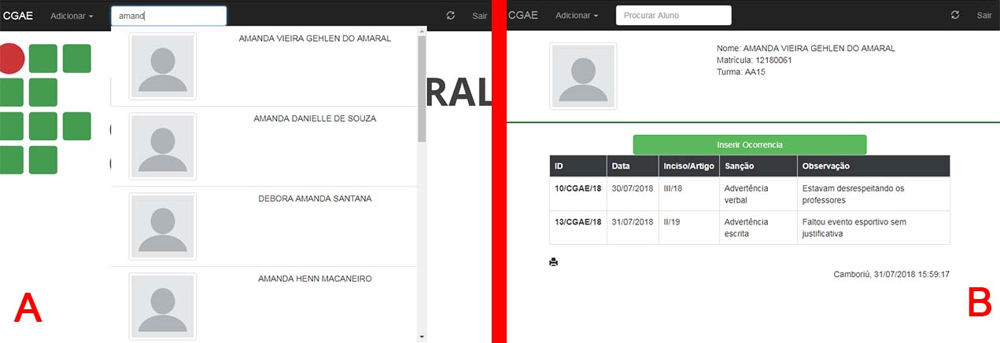 CGAE Adicionar amand Sair
AMANDA VIEIRA GEHLEN DO AMARAL
RAL
AMANDA DANIELLE DE SOUZA
DEBORA AMANDA SANTANA
AMANDA HENN MACANEIRO
A
CGAE Adicionar Procurar Aluno Sair
Nome: AMANDA VIEIRA GEHLEN DO AMARAL
Matrícula: 12180061
Turma: AA15
Inserir Ocorrencia
ID Data Inciso/Artigo Sanção Observação
10/CGAE/18 30/07/2018 III/18 Advertência Estavam desrespeitando os
verbal professores
13/CGAE/18 31/07/2018 II/19 Advertência Faltou evento esportivo sem
escrita justificativa
Camboriú, 31/07/2018 15:59:17
B